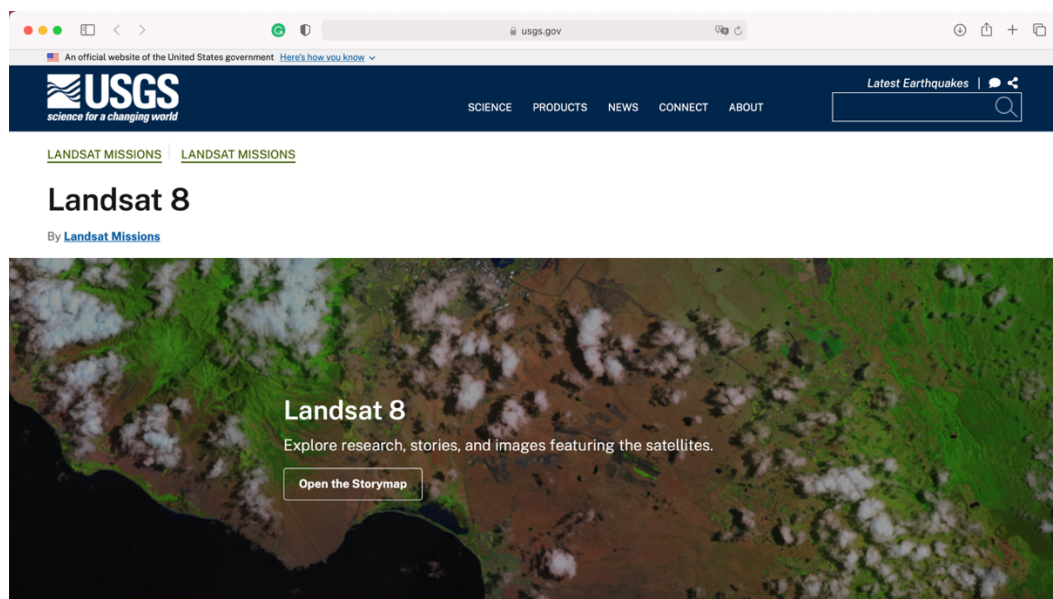 usgs.gov
An official website of the United States government Here's how you know
USGS
science for a changing world
SCIENCE PRODUCTS NEWS CONNECT ABOUT
Latest Earthquakes |
LANDSAT MISSIONS LANDSAT MISSIONS
Landsat 8
By Landsat Missions
Landsat 8
Explore research, stories, and images featuring the satellites.
Open the Storymap